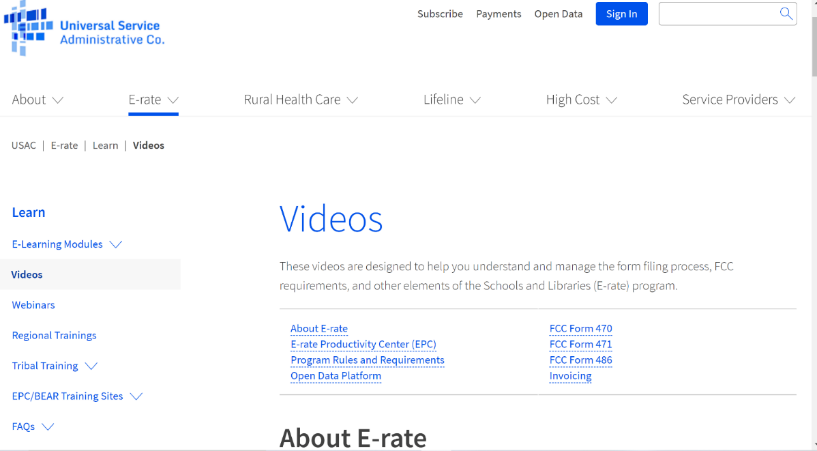 Universal Service
Administrative Co.
Subscribe Payments Open Data Sign In
About E-rate Rural Health Care Lifeline High Cost Service Providers
USAC | E-rate | Learn | Videos
Learn
E-Learning Modules
Videos
Webinars
Regional Trainings
Tribal Training
EPC/BEAR Training Sites
FAQs
Videos
These videos are designed to help you understand and manage the form filing process, FCC
requirements, and other elements of the Schools and Libraries (E-rate) program.
About E-rate
E-rate Productivity Center (EPC)
Program Rules and Requirements
Open Data Platform
FCC Form 470
FCC Form 471
FCC Form 486
Invoicing
About E-rate